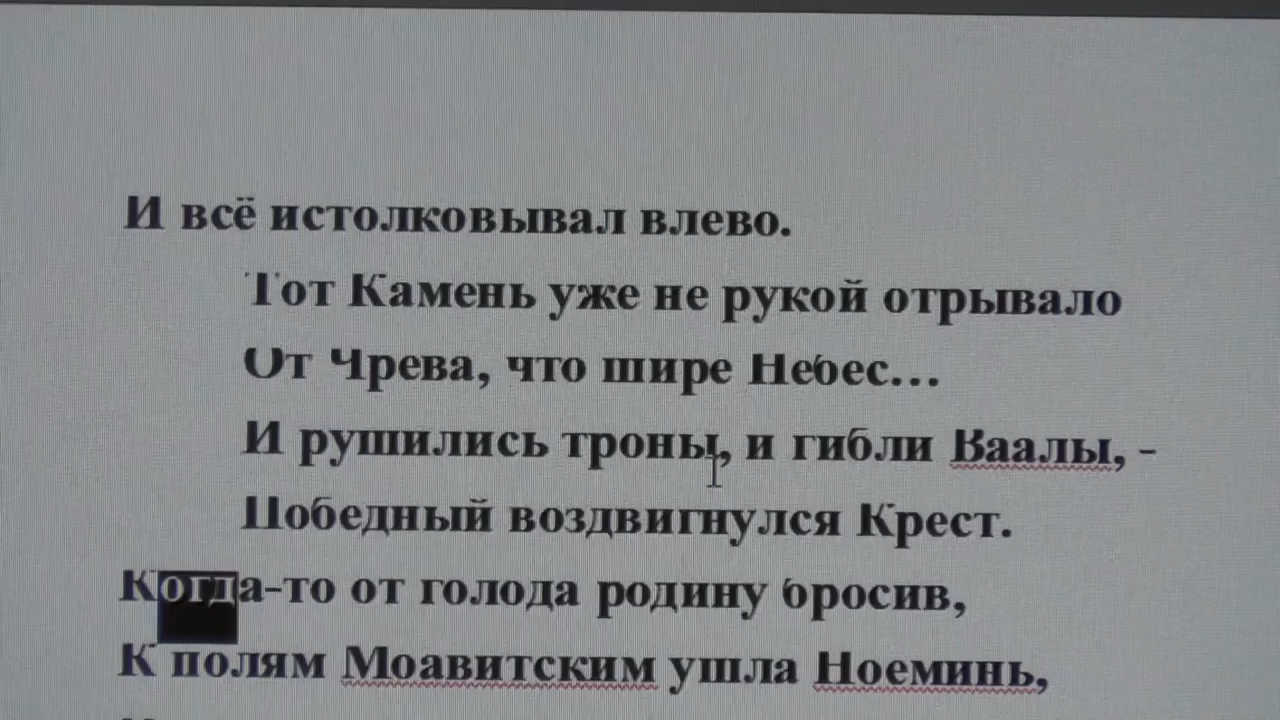 И всё истолковывал влево.
Тот Камень уже не рукой отрывало
От Чрева, что шире Небес...
И рушились троны, и гибли Ваалы, -
Победный воздвигнулся Крест.
Когда-то от голода родину бросив,
К полям Моавитским ушла Ноеминь,